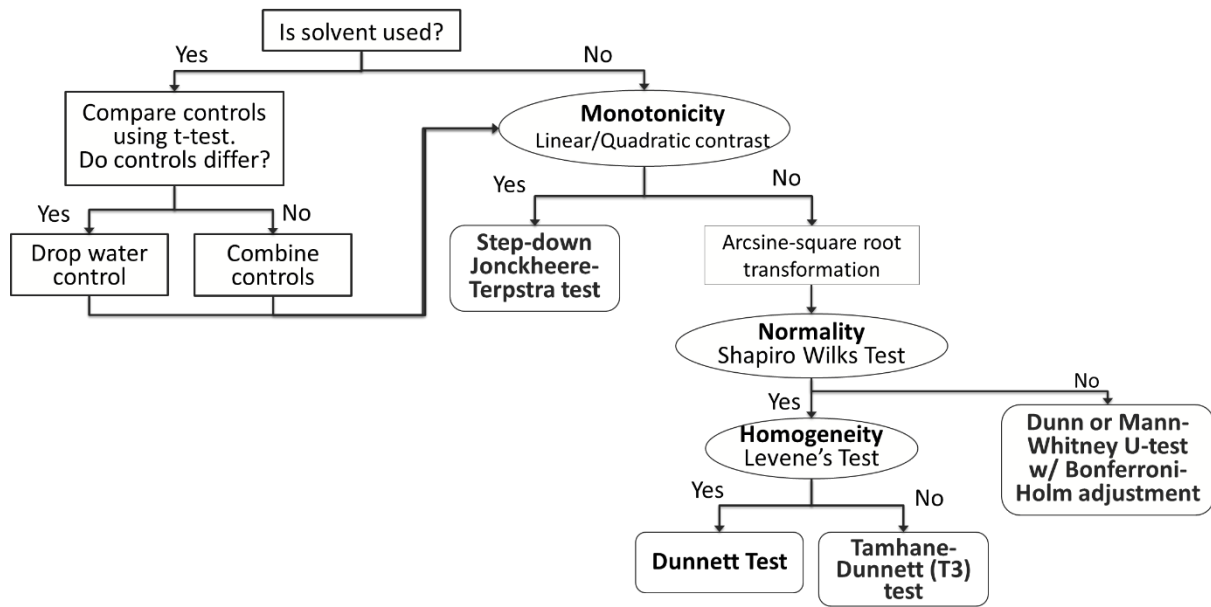 Is solvent used?
Yes
No
Compare controls
using t-test.
Do controls differ?
Monotonicity
Linear/Quadratic contrast
Yes
No
Drop water
control
Combine
controls
Yes
No
Step-down
Jonckheere-
Terpstra test
Arcsine-square root
transformation
Normality
Shapiro Wilks Test
Yes
No
Homogeneity
Levene's Test
Dunn or Mann-
Whitney U-test
w/ Bonferroni-
Holm adjustment
Yes
No
Dunnett Test
Tamhane-
Dunnett (T3)
test